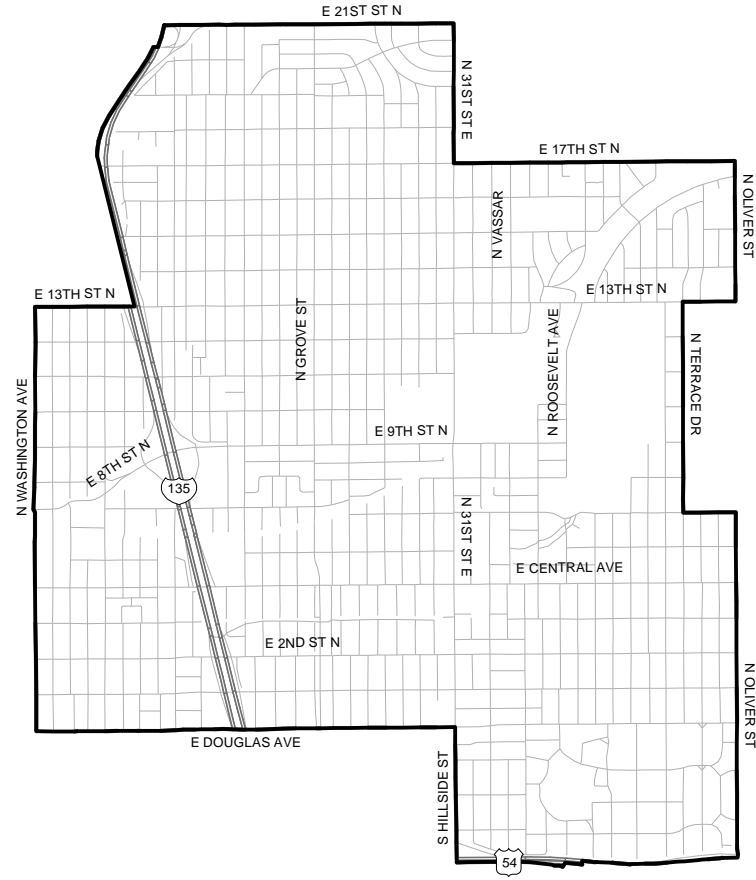 E 21ST ST N
N 31ST ST E
E 17TH ST N
N OLIVER ST
N VASSAR
E 13TH ST N
E 13TH ST N
N GROVE ST
N ROOSEVELT AVE
N TERRACE DR
N WASHINGTON AVE
E 9TH ST N
E 8TH ST N
135
N 31ST ST E
E CENTRAL AVE
E 2ND ST N
N OLIVER ST
E DOUGLAS AVE
S HILLSIDE ST
54